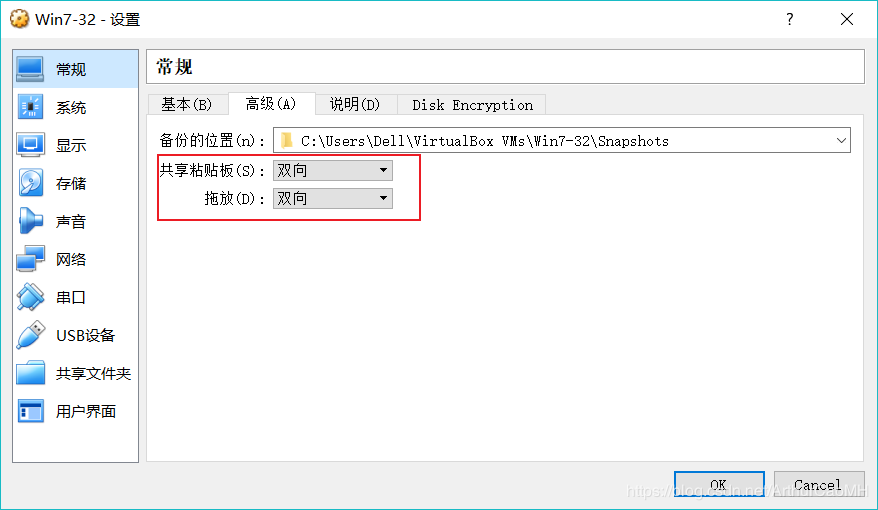 Win7-32 - 设置
?
常规
系统
显示
存储
声音
网络
串口
USB设备
共享文件夹
用户界面
常规
基本(B) 高级(A) 说明(D) Disk Encryption
备份的位置(n): C:\Users\Dell\VirtualBox VMs\Win7-32\Snapshots
共享粘贴板(S): 双向
拖放(D): 双向
OK Cancel
https://blog.csdn.net/ArthurCaoMH